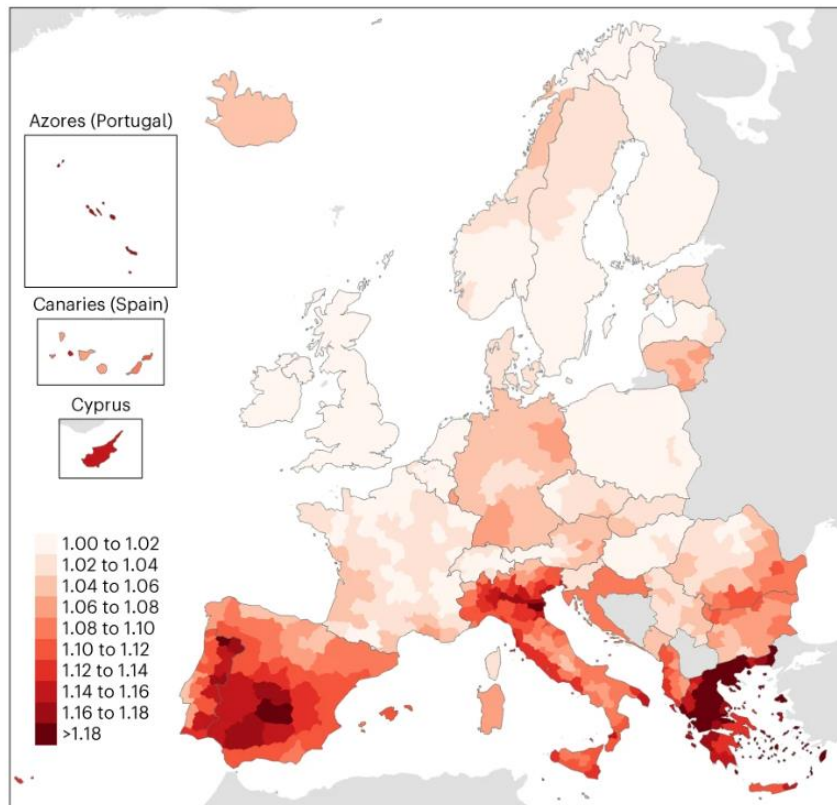 Azores (Portugal)
Canaries (Spain)
Cyprus
1.00 to 1.02
1.02 to 1.04
1.04 to 1.06
1.06 to 1.08
1.08 to 1.10
1.10 to 1.12
1.12 to 1.14
1.14 to 1.16
1.16 to 1.18
>1.18